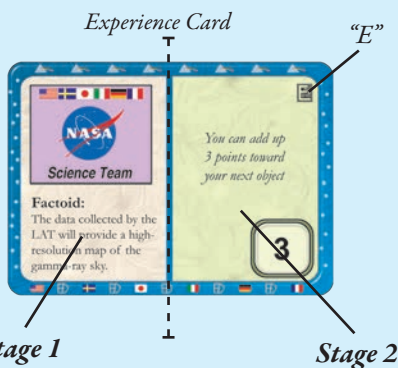 Experience Card
“E”
E
NASA
Science Team
Factoid:
The data collected by the
LAT will provide a high-
resolution map of the
gamma-ray sky.
You can add up
3 points toward
your next object
3
tage 1
Stage 2